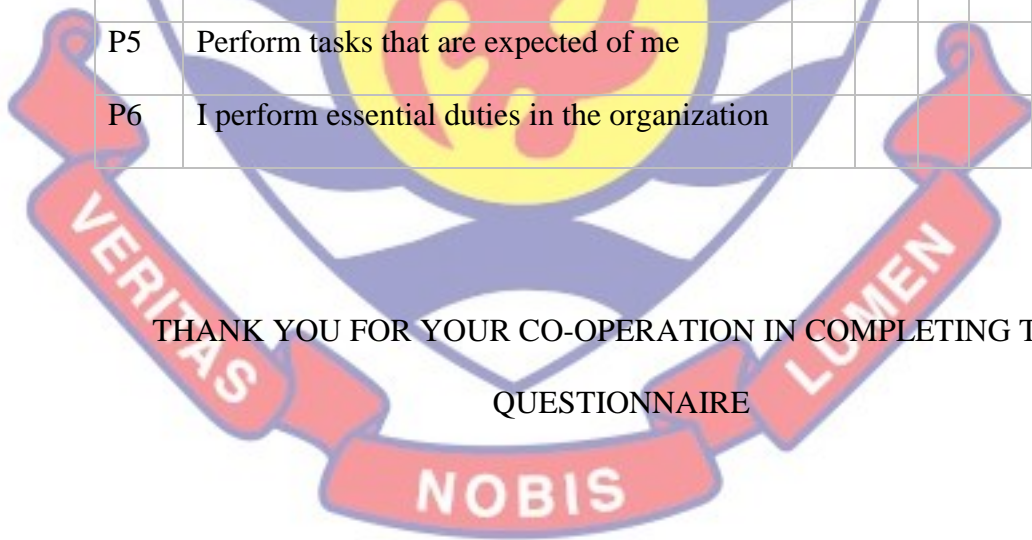 P5 Perform tasks that are expected of me
P6 I perform essential duties in the organization
THANK YOU FOR YOUR CO-OPERATION IN COMPLETING
QUESTIONNAIRE
VERITAS
NOBIS
LUMEN